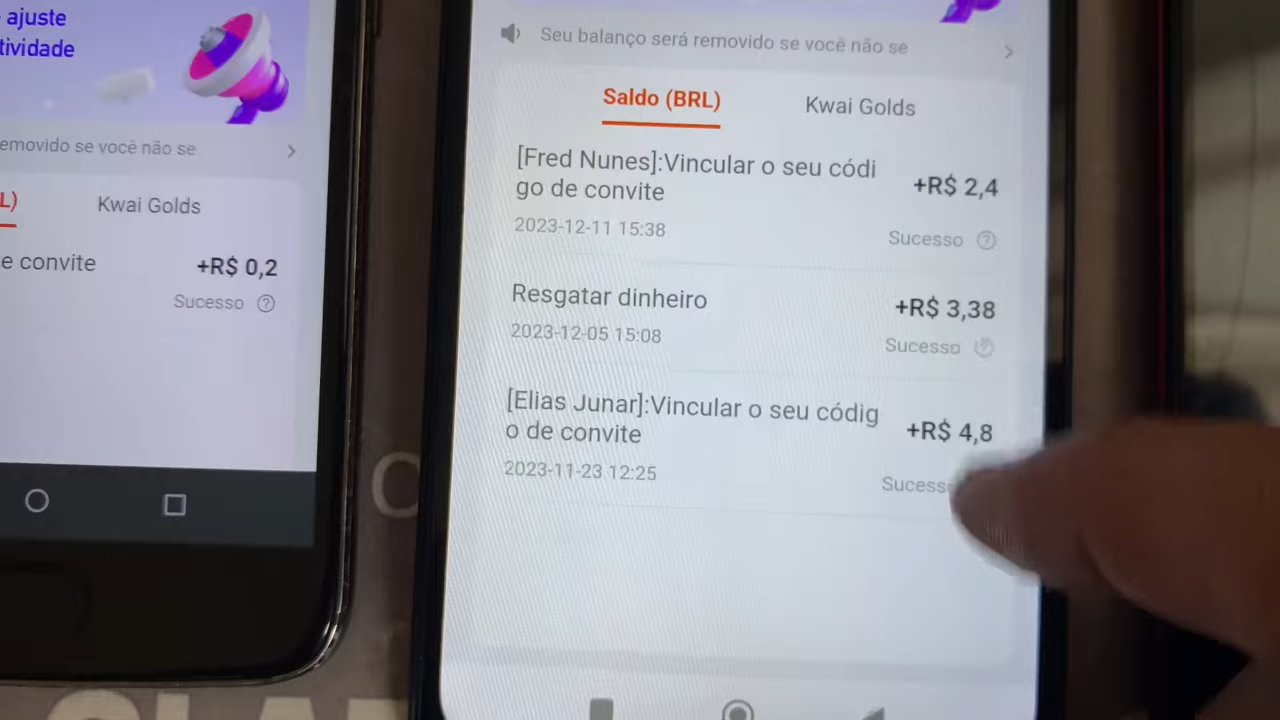 ajuste
tividade
emovido se você não se
L)
Kwai Golds
e convite
+R$ 0,2
Sucesso
Seu balanço será removido se você não se
Saldo (BRL)
Kwai Golds
[Fred Nunes]:Vincular o seu códi
go de convite
+R$ 2,4
2023-12-11 15:38
Sucesso
Resgatar dinheiro
+R$ 3,38
2023-12-05 15:08
Sucesso
[Elias Junar]:Vincular o seu códig
o de convite
+R$ 4,8
2023-11-23 12:25
Sucess